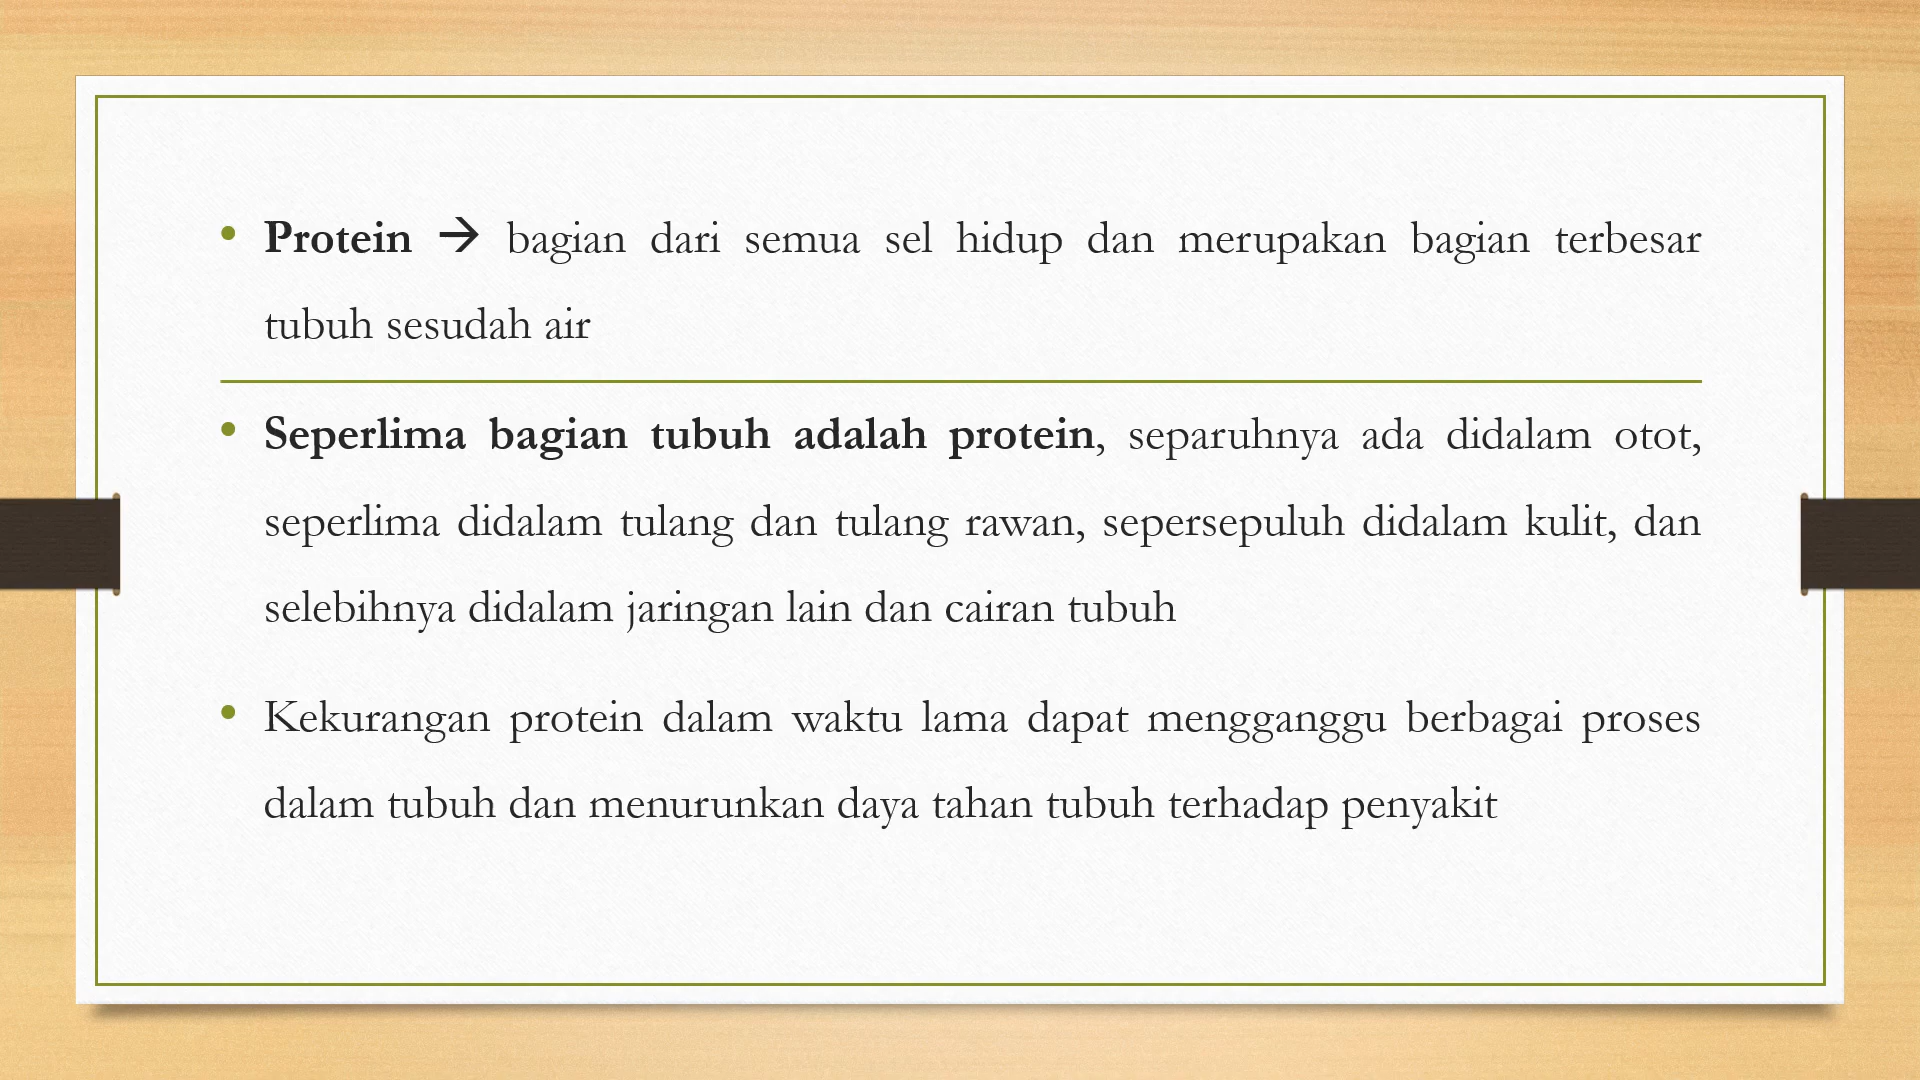 • Protein → bagian dari semua sel hidup dan merupakan bagian terbesar
tubuh sesudah air
• Seperlima bagian tubuh adalah protein, separuhnya ada didalam otot,
seperlima didalam tulang dan tulang rawan, sepersepuluh didalam kulit, dan
selebihnya didalam jaringan lain dan cairan tubuh
• Kekurangan protein dalam waktu lama dapat mengganggu berbagai proses
dalam tubuh dan menurunkan daya tahan tubuh terhadap penyakit